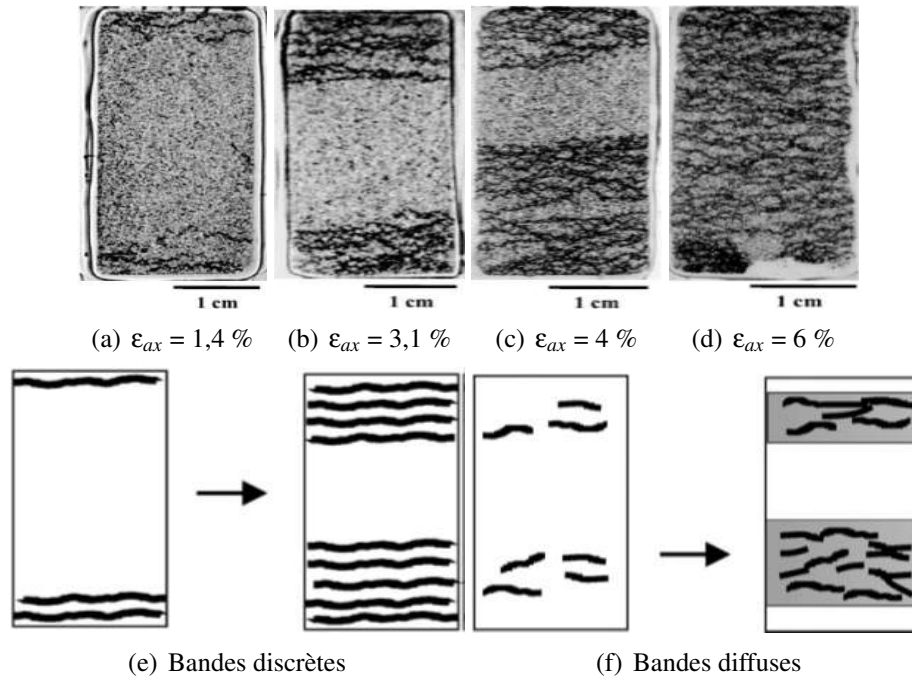 1 cm 1 cm 1 cm 1 cm
(a) εax = 1,4 % (b) εax = 3,1 % (c) εax = 4 % (d) εax = 6 %
(e) Bandes discrètes (f) Bandes diffuses